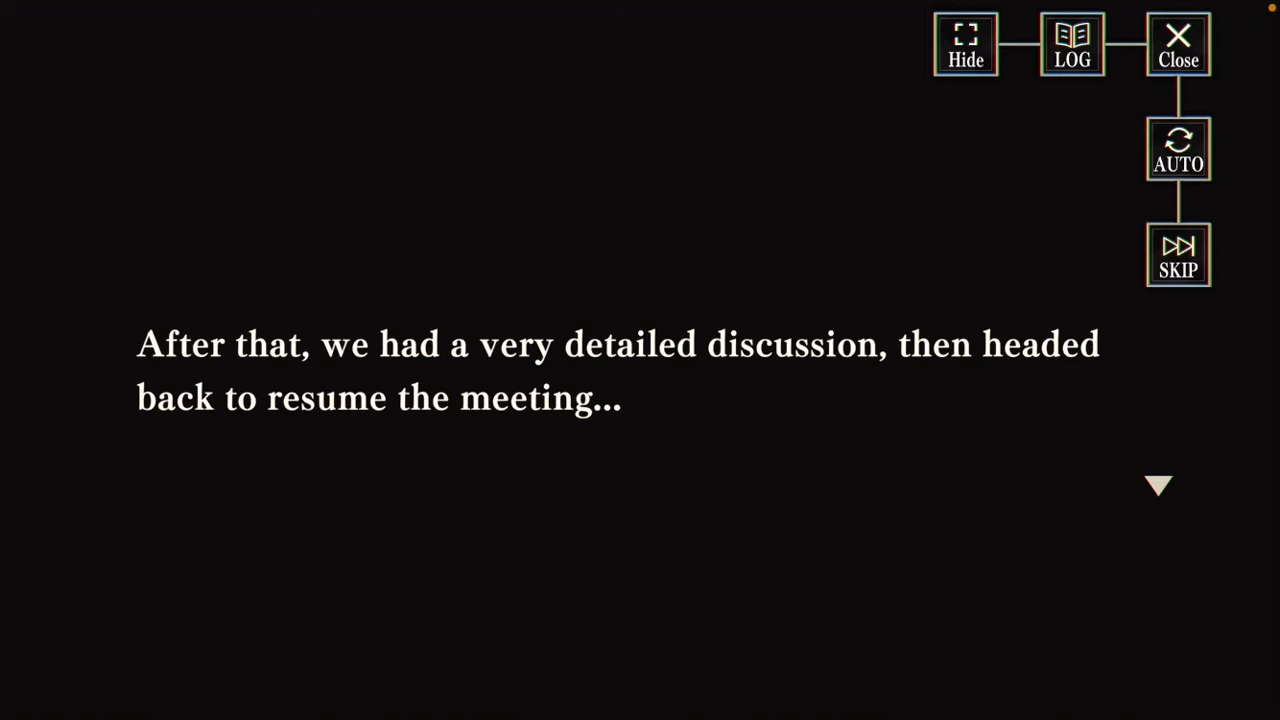 Hide
LOG
Close
AUTO
SKIP
After that, we had a very detailed discussion, then headed
back to resume the meeting...